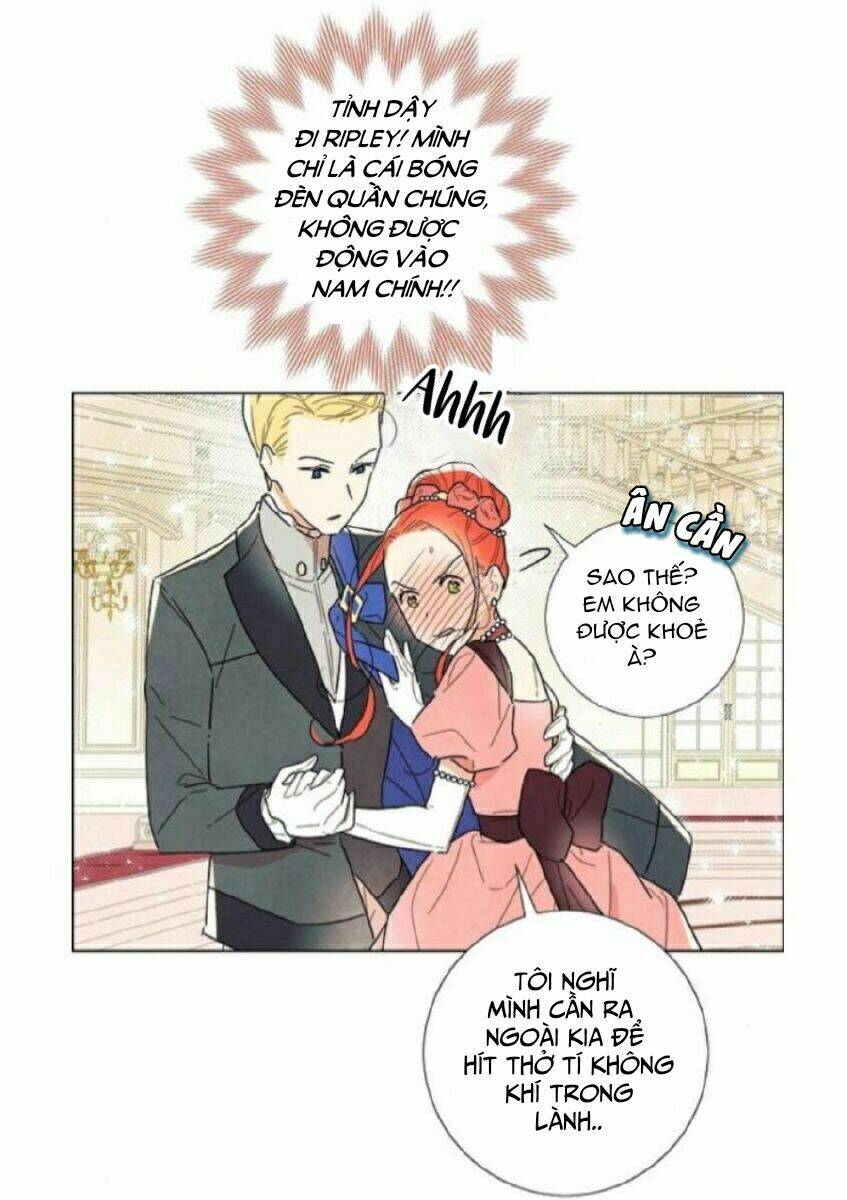 TỈNH DẬY
ĐI RIPLEY! MÌNH
CHỈ LÀ CÁI BÓNG
ĐÈN QUẦN CHỨNG,
KHÔNG ĐƯỢC
ĐỘNG VÀO
NAM CHÍNH!!
Ahhh
ÂN CẦN
SAO THẾ?
EM KHÔNG
ĐƯỢC KHOẺ
À?
TÔI NGHĨ
MÌNH CẦN RA
NGOÀI KIA ĐỂ
HÍT THỞ TÍ KHÔNG
KHÍ TRONG
LÀNH..